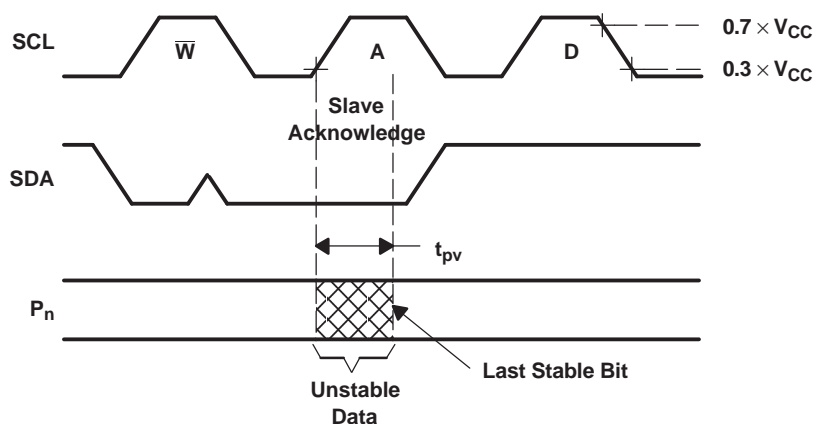 SCL
W̅
A
D
0.7 × VCC
0.3 × VCC
Slave
Acknowledge
SDA
tpv
Pn
Last Stable Bit
Unstable
Data